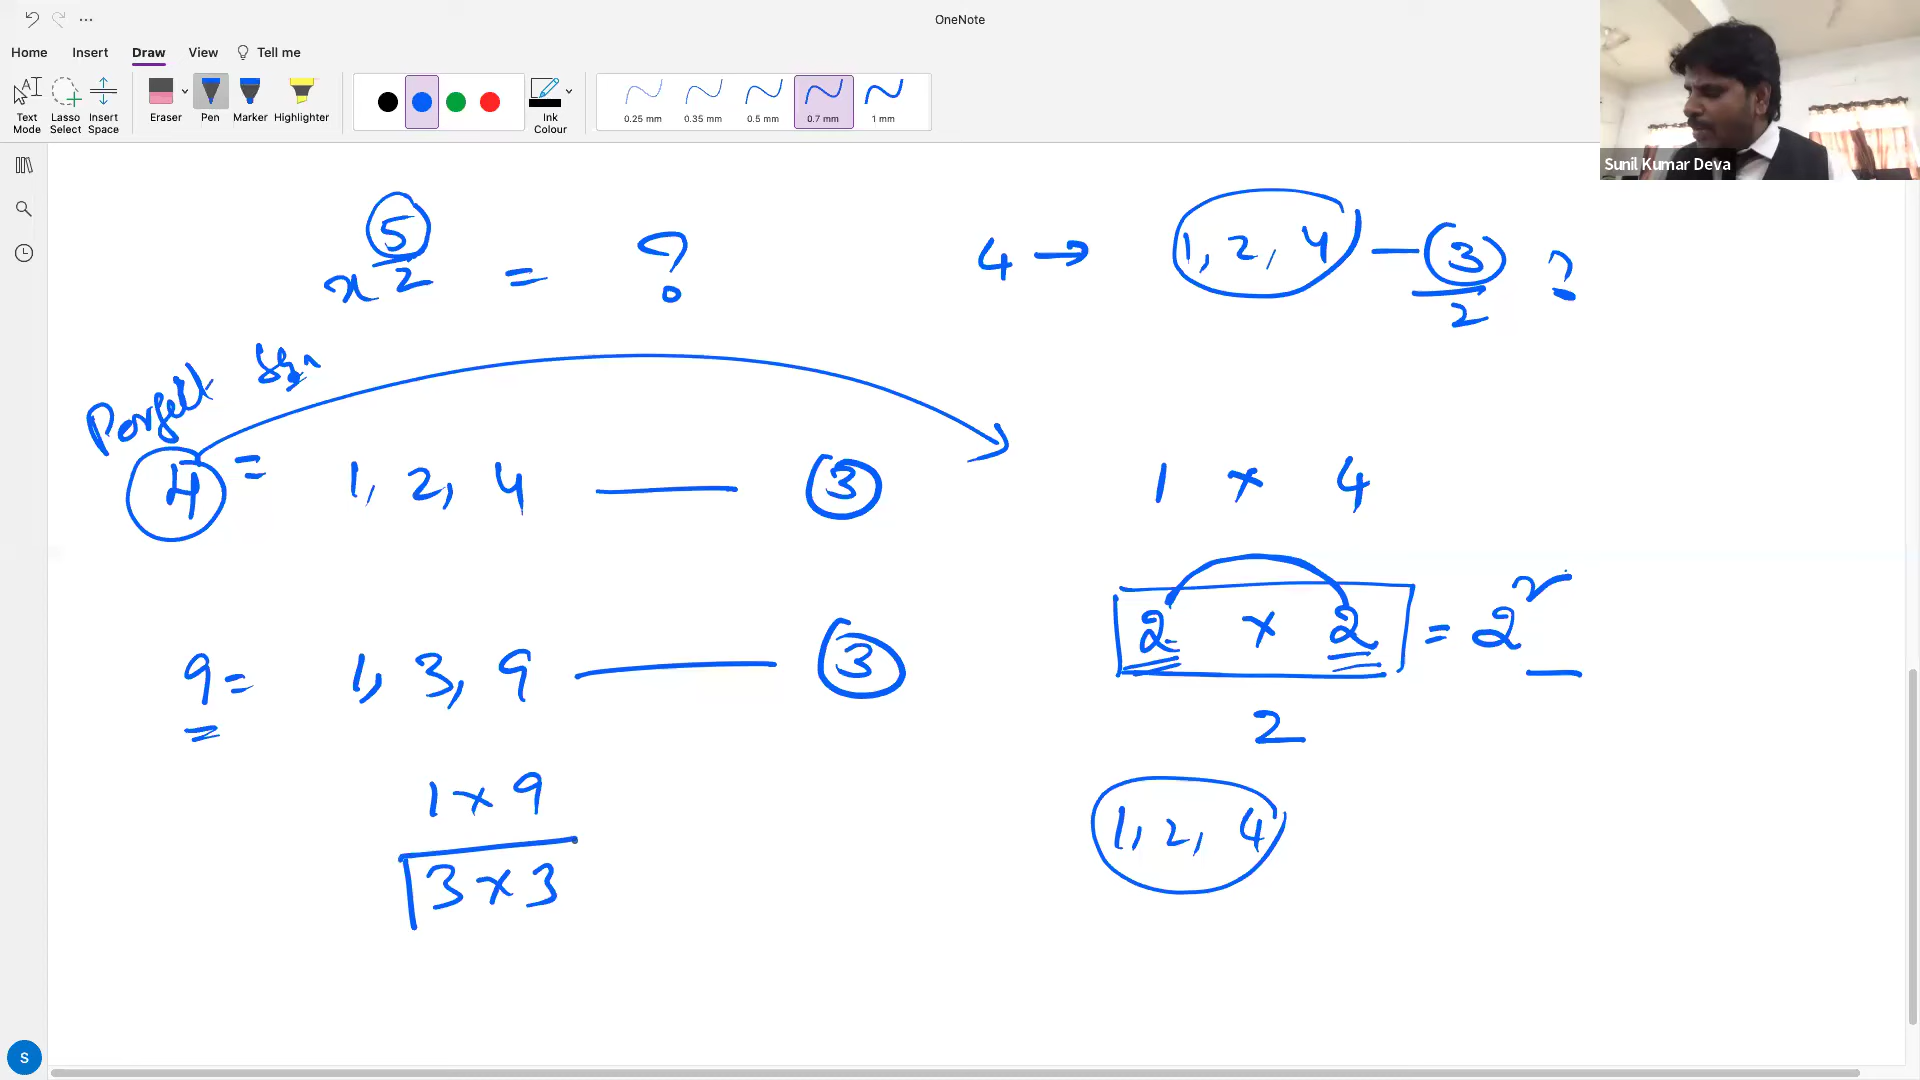 OneNote
Home Insert Draw View Tell me
Text Mode
Lasso Select
Insert Space
Eraser
Pen
Marker
Highlighter
Ink Colour
0.25 mm
0.35 mm
0.5 mm
0.7 mm
1 mm
Sunil Kumar Deva
x^5/2 = ?
4 → 1, 2, 4 — 3/2 ?
4 = 1, 2, 4 — 3
1 x 4
2 x 2 = 2
9 = 1, 3, 9 — 3
2
1 x 9
1, 2, 4
3 x 3
S